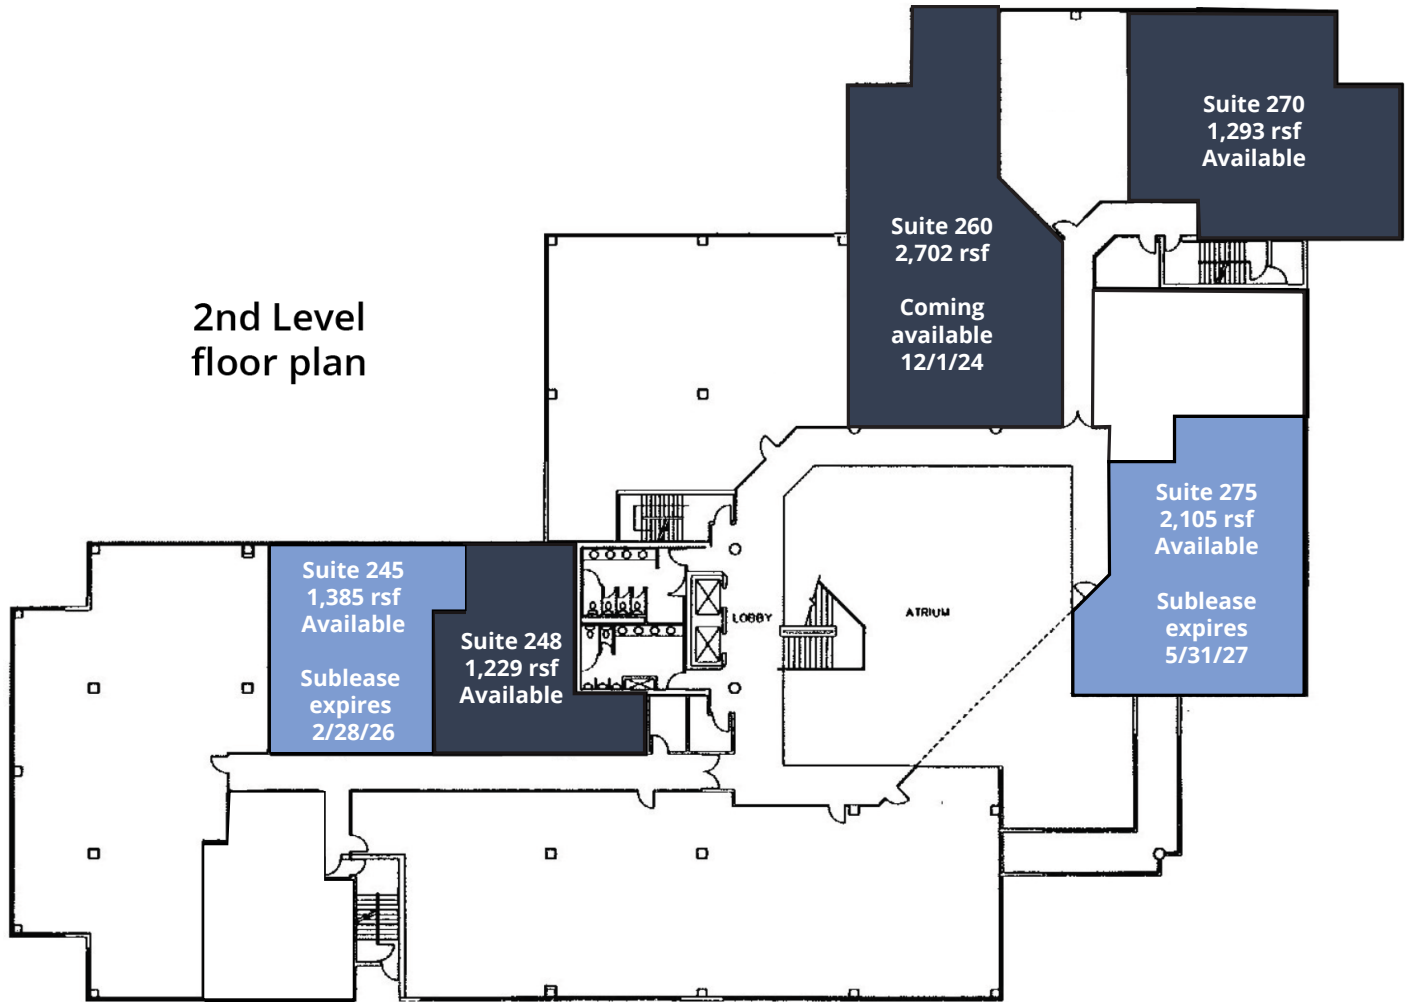 Suite 270
1,293 rsf
Available
Suite 260
2,702 rsf
Coming
available
12/1/24
2nd Level
floor plan
Suite 275
2,105 rsf
Available
Sublease
expires
5/31/27
Suite 245
1,385 rsf
Available
Sublease
expires
2/28/26
Suite 248
1,229 rsf
Available
LOBBY
ATRIUM